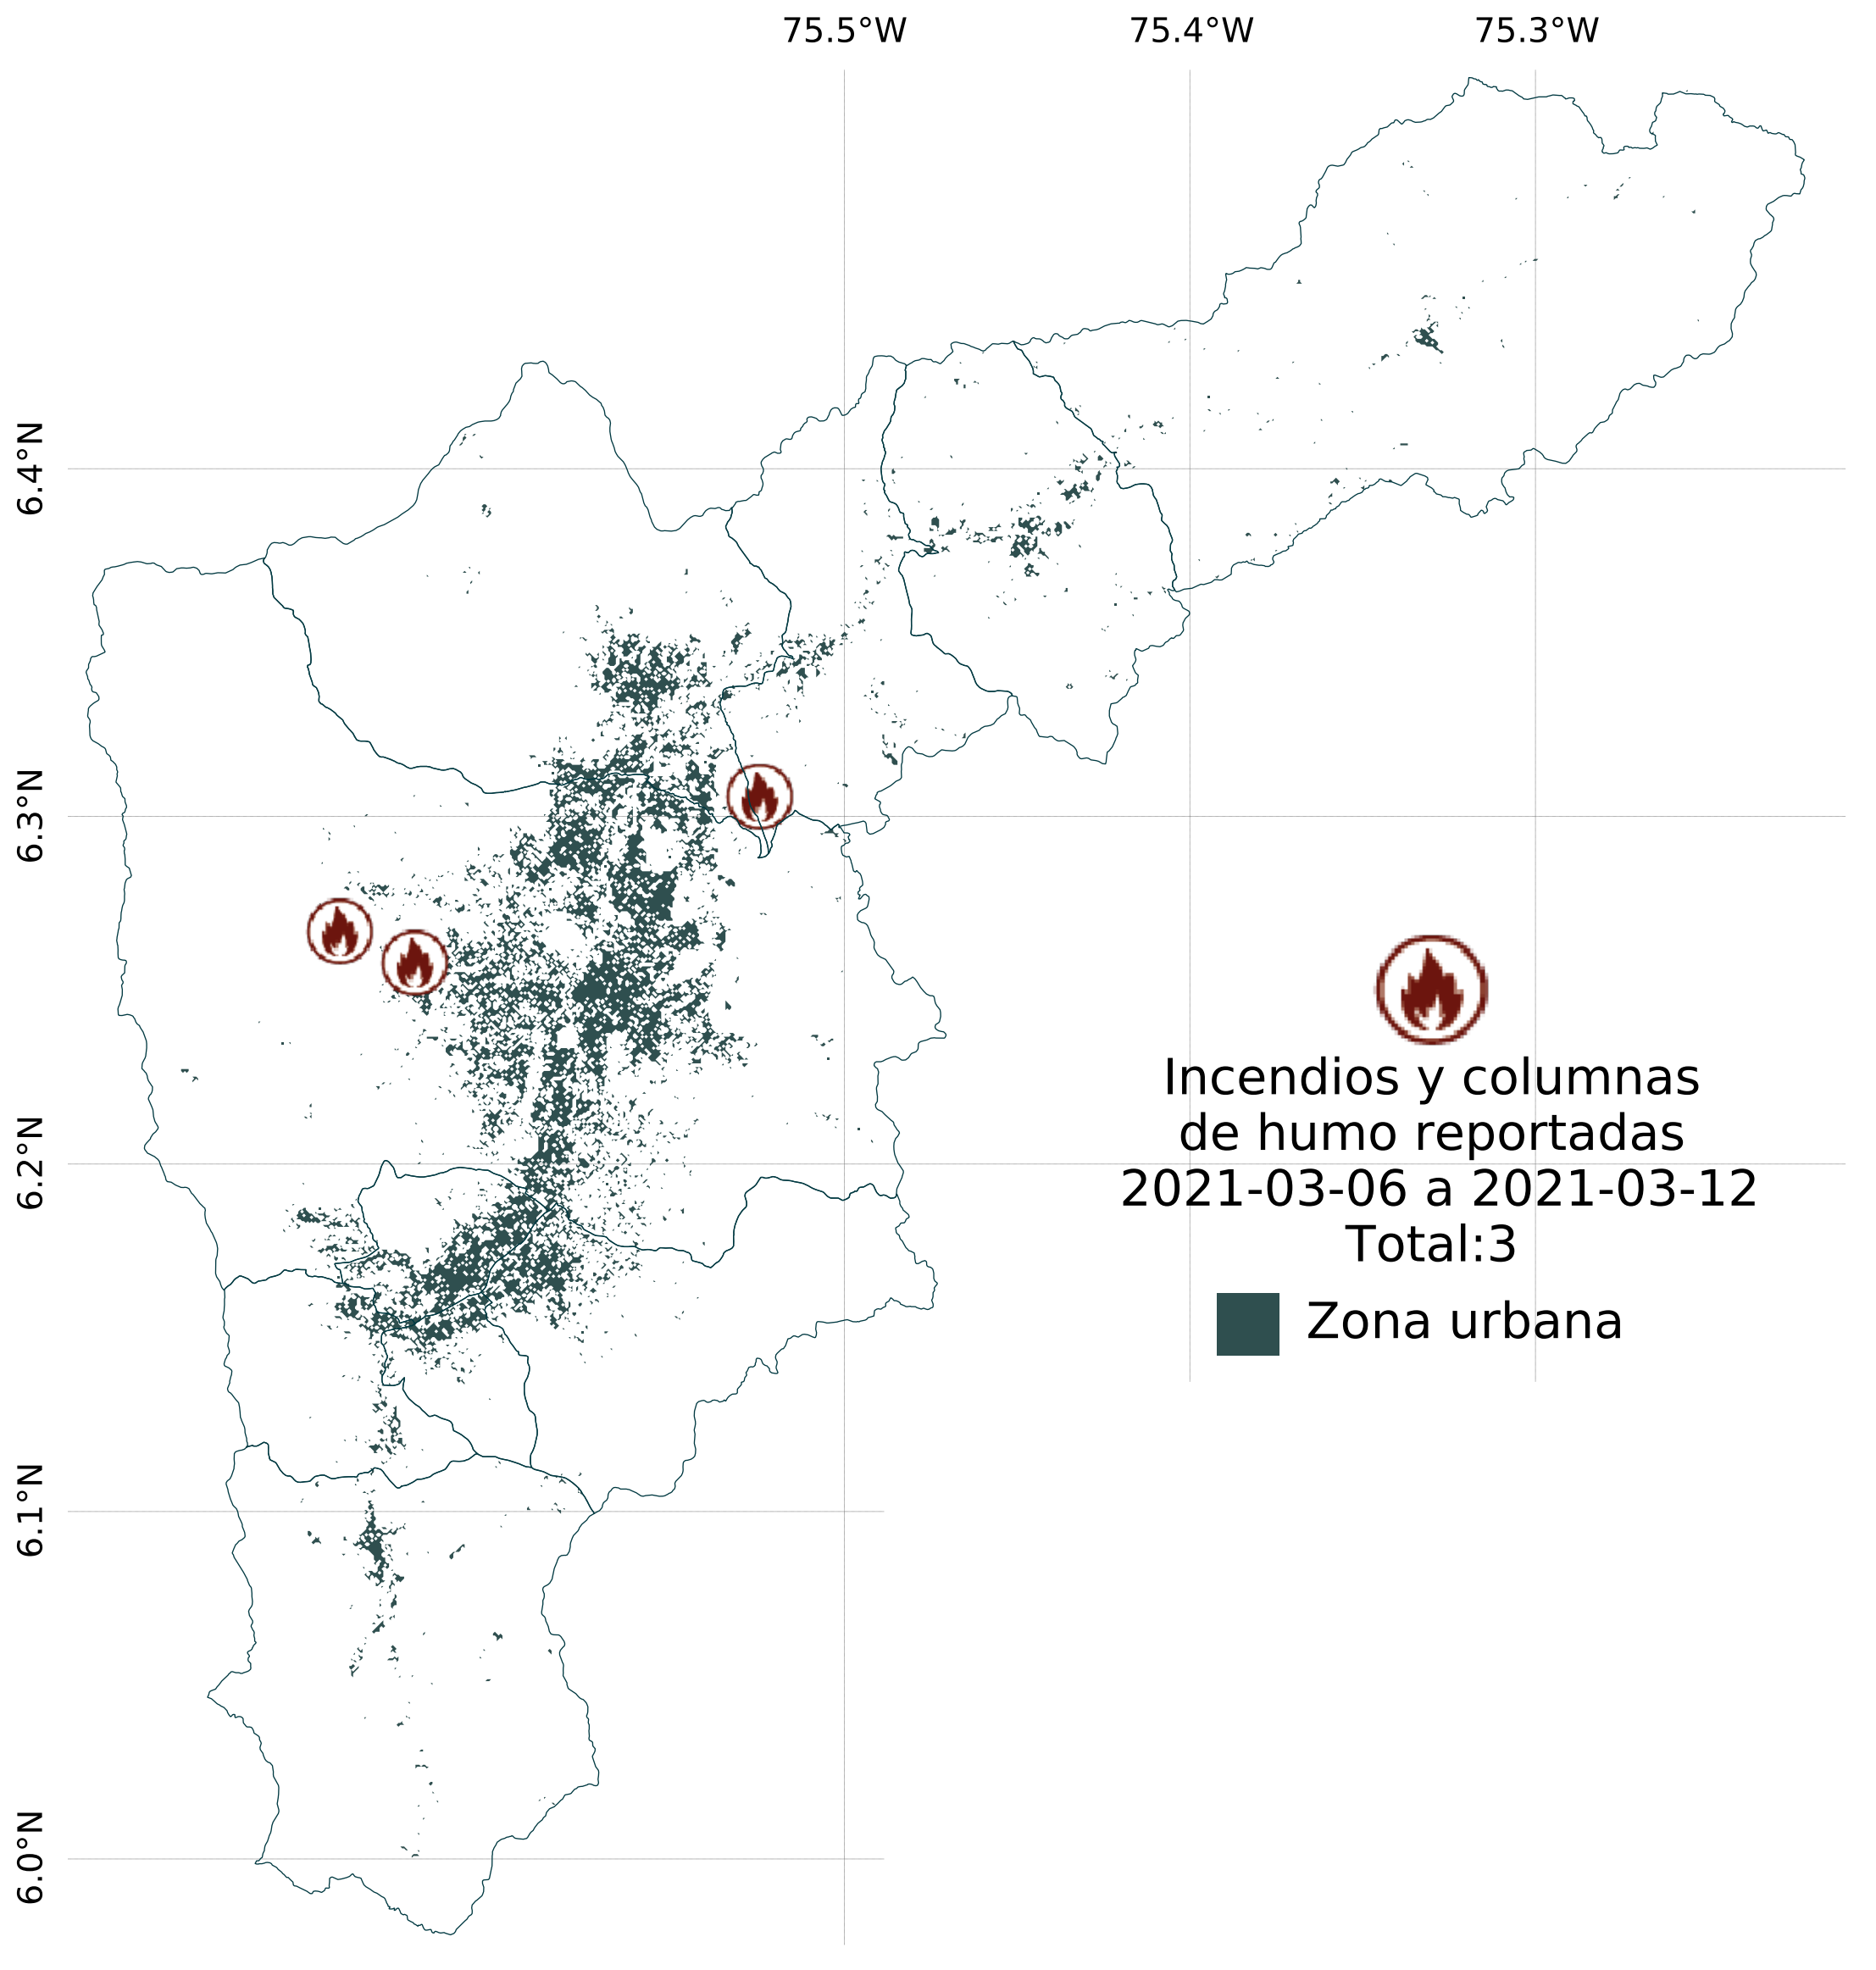 75.5°W 75.4°W 75.3°W
6.4°N
6.3°N
6.2°N
6.1°N
6.0°N
Incendios y columnas
de humo reportadas
2021-03-06 a 2021-03-12
Total:3
Zona urbana